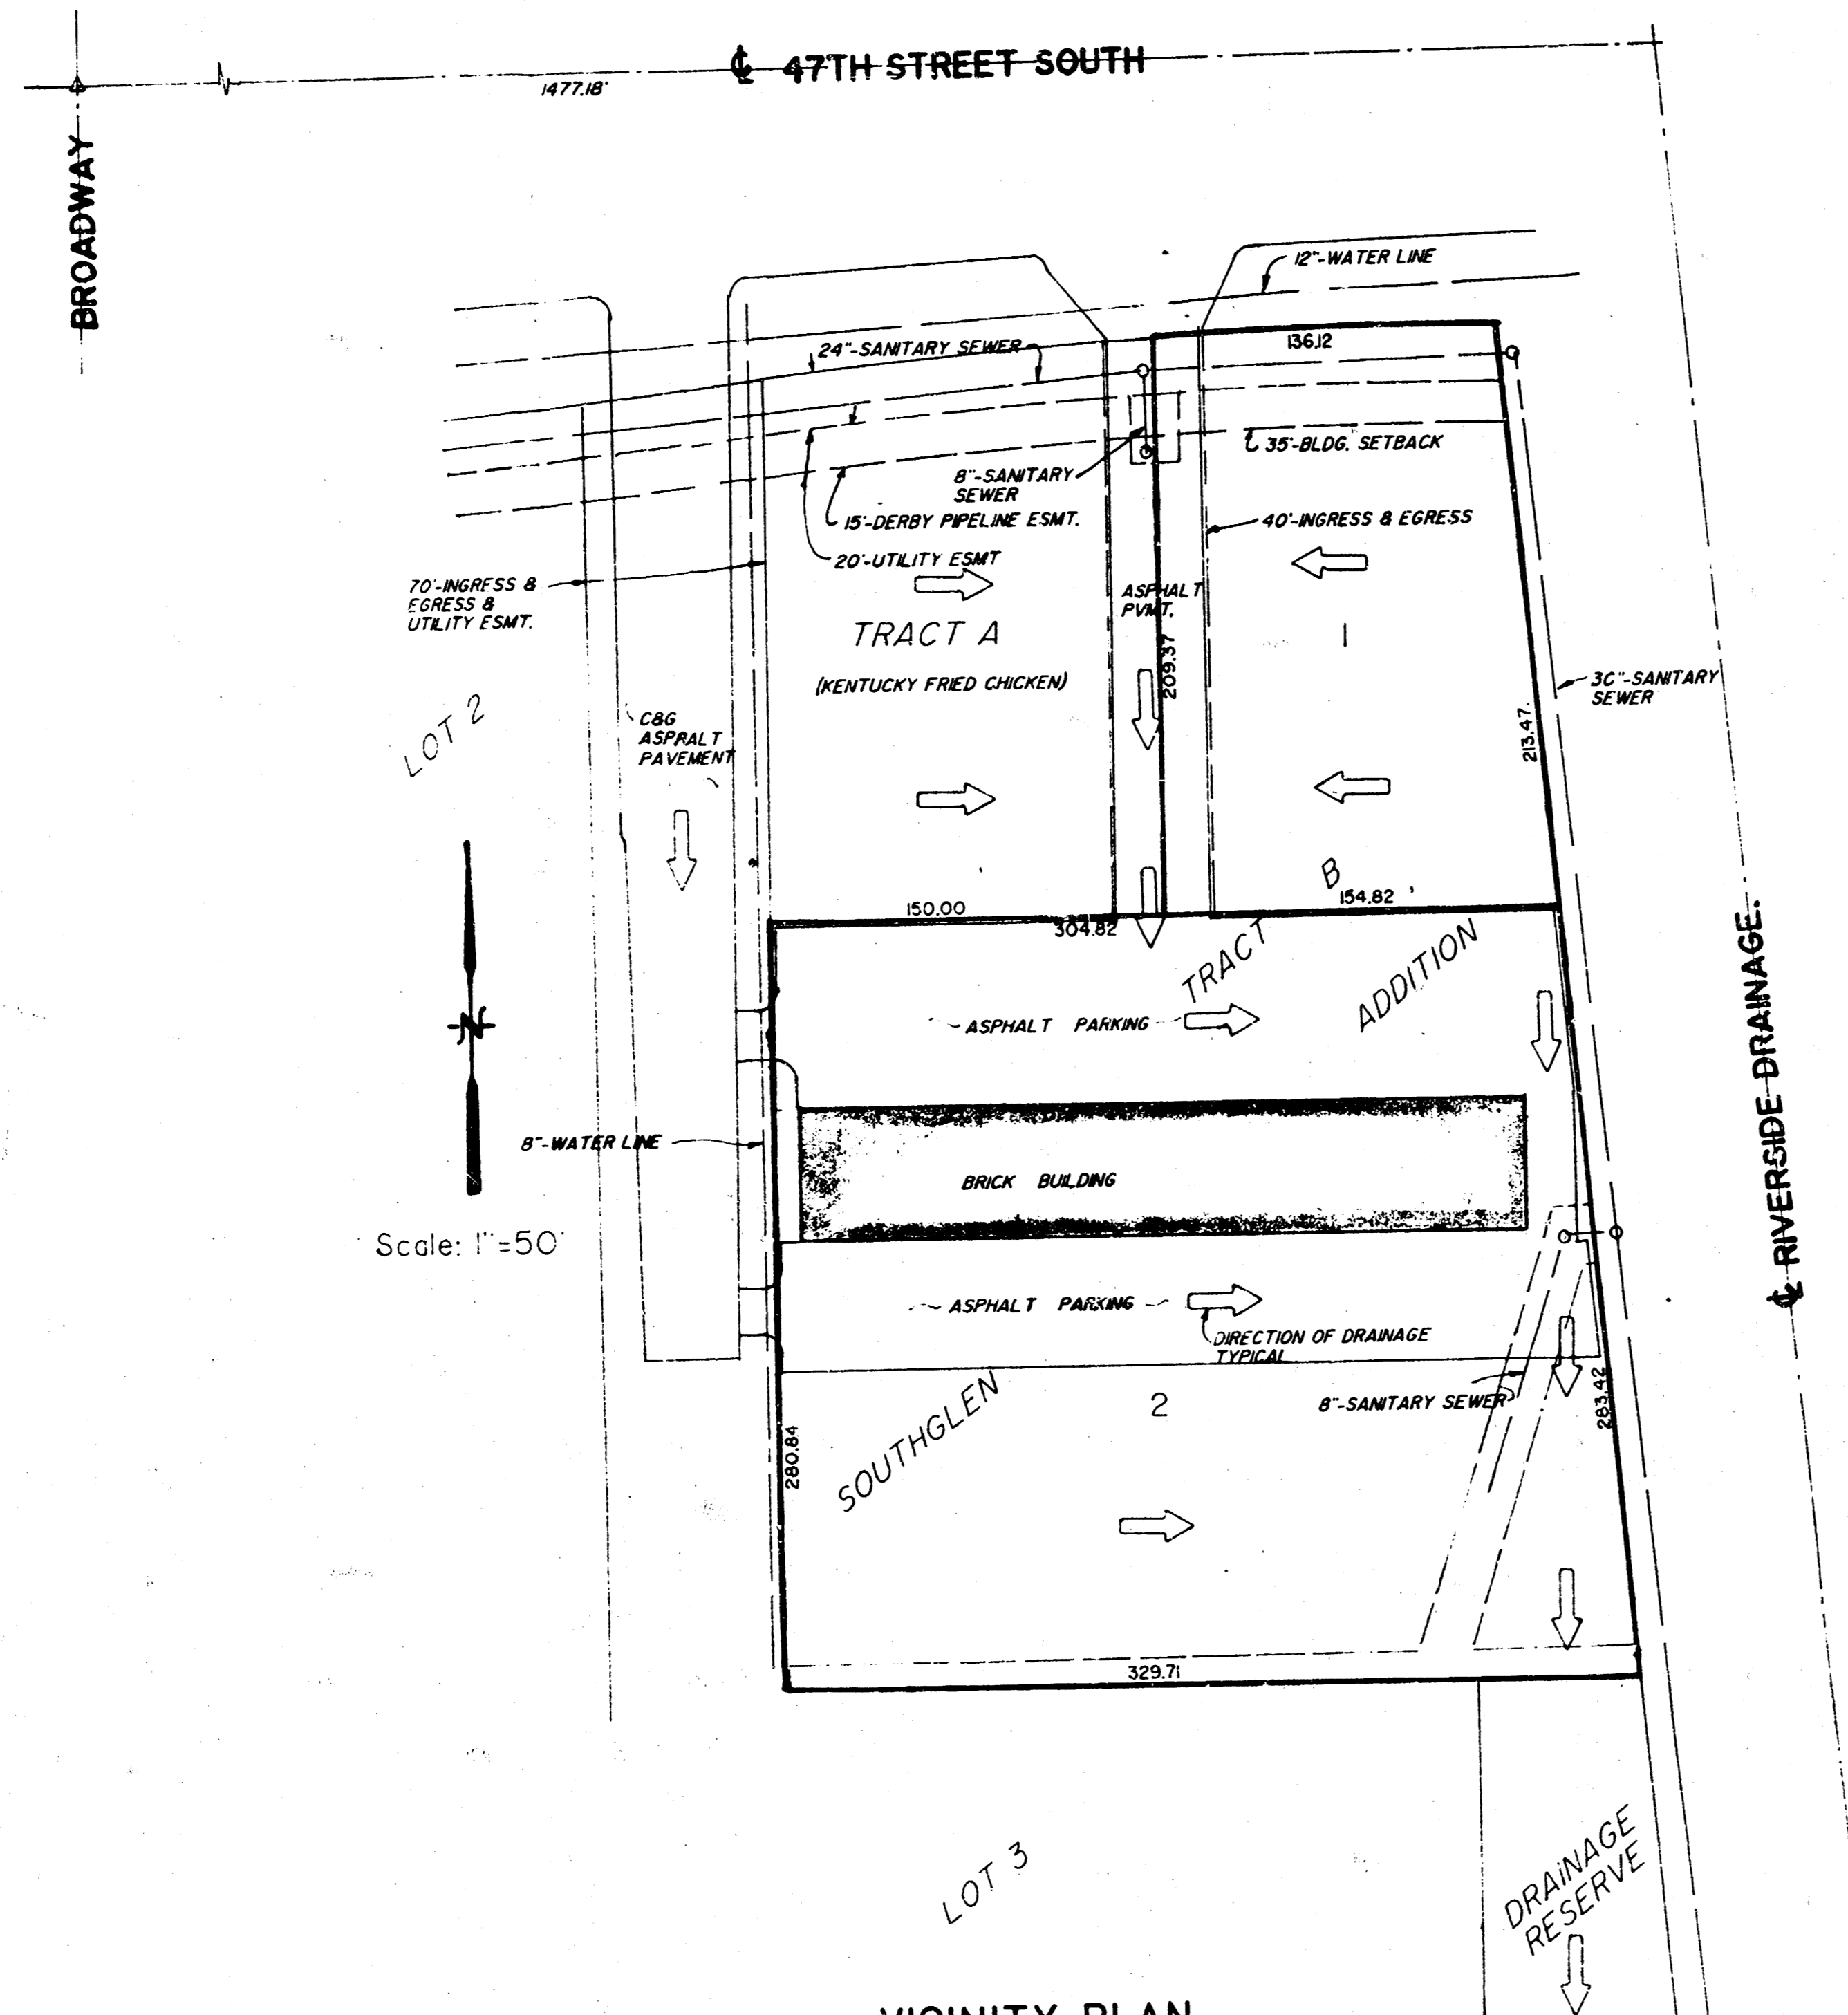 ℄ 47TH STREET SOUTH
1477.18'
BROADWAY
12"-WATER LINE
136.12
24"-SANITARY SEWER
35'-BLDG. SETBACK
8"-SANITARY
SEWER
15'-DERBY PIPELINE ESMT.
40'-INGRESS & EGRESS
20'-UTILITY ESMT
70'-INGRESS &
EGRESS &
UTILITY ESMT.
ASPHALT
PVMT.
TRACT A
1
(KENTUCKY FRIED CHICKEN)
209.37
3C"-SANITARY
SEWER
213.47
LOT 2
C&G
ASPRALT
PAVEMENT
B
150.00
154.82
304.82
TRACT
ADDITION
N
ASPHALT PARKING
℄ RIVERSIDE DRAINAGE.
8"-WATER LINE
BRICK BUILDING
Scale: 1"=50'
ASPHALT PARKING
DIRECTION OF DRAINAGE
TYPICAL
2
8"-SANITARY SEWER
283.42
SOUTHGLEN
280.84
329.71
LOT 3
DRAINAGE
RESERVE
VICINITY PLAN